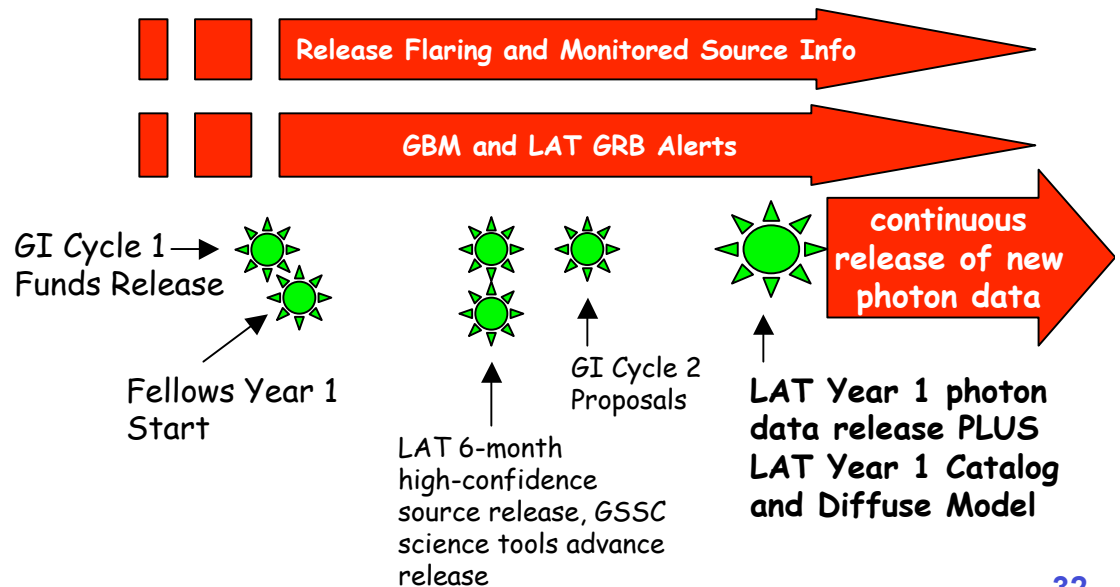 Release Flaring and Monitored Source Info
GBM and LAT GRB Alerts
continuous
release of new
photon data
GI Cycle 1
Funds Release
Fellows Year 1
Start
LAT 6-month
high-confidence
source release, GSSC
science tools advance
release
GI Cycle 2
Proposals
LAT Year 1 photon
data release PLUS
LAT Year 1 Catalog
and Diffuse Model
32